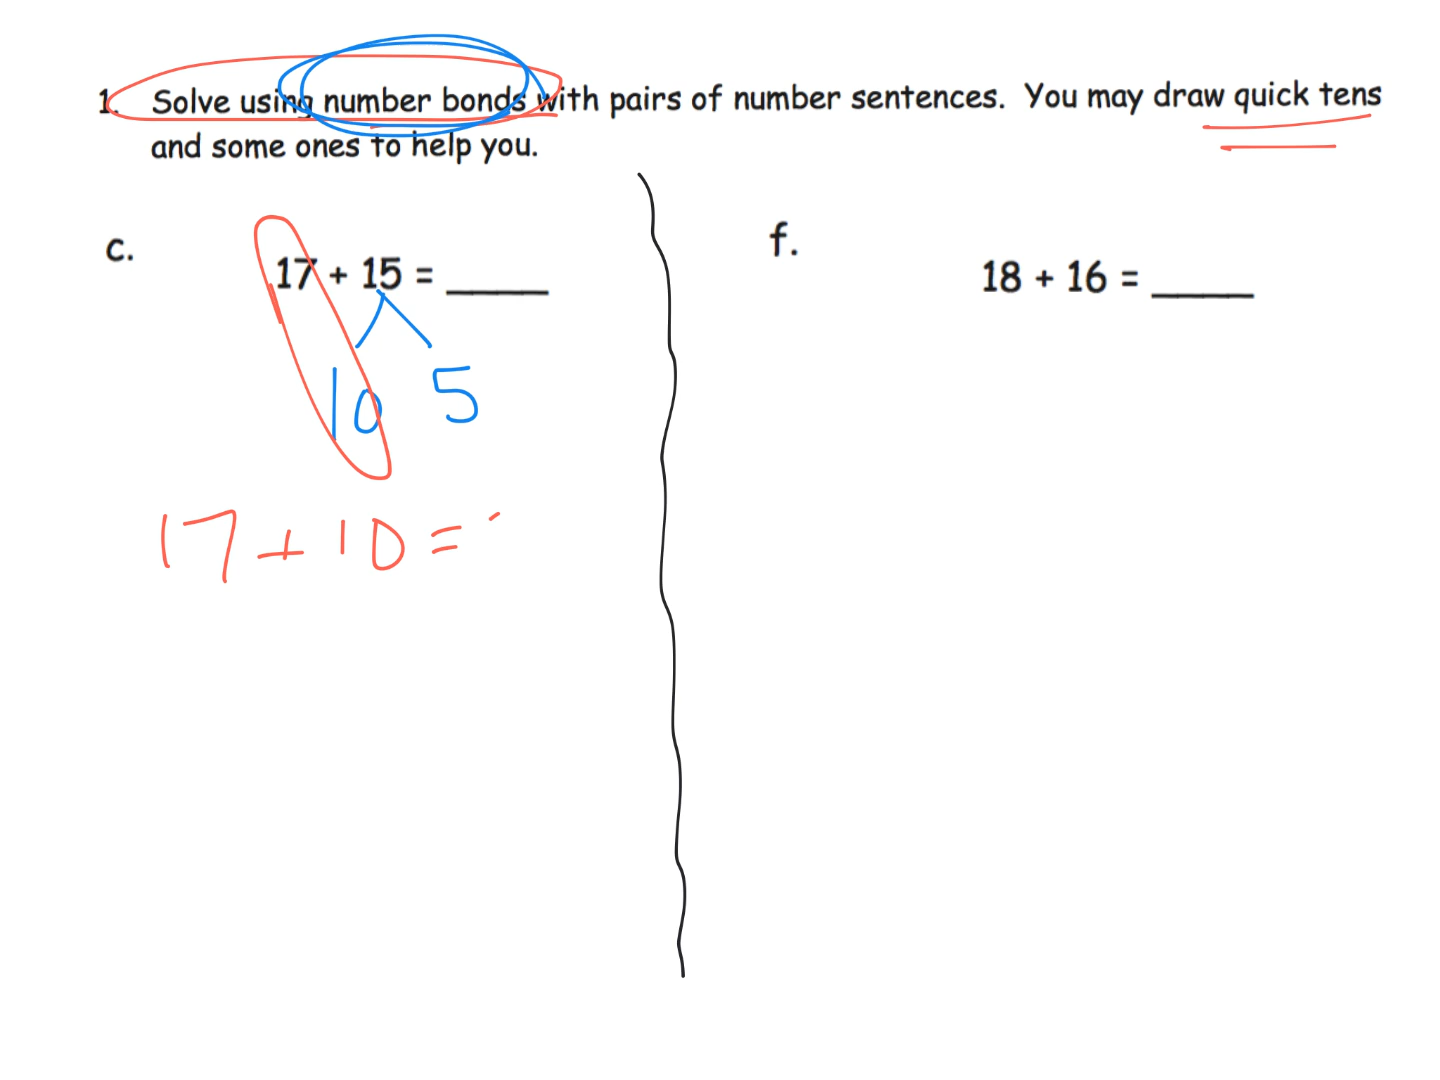 1. Solve using number bonds with pairs of number sentences. You may draw quick tens
and some ones to help you.
c.
17 + 15 = _____
10 5
17 + 10 =
f.
18 + 16 = _____